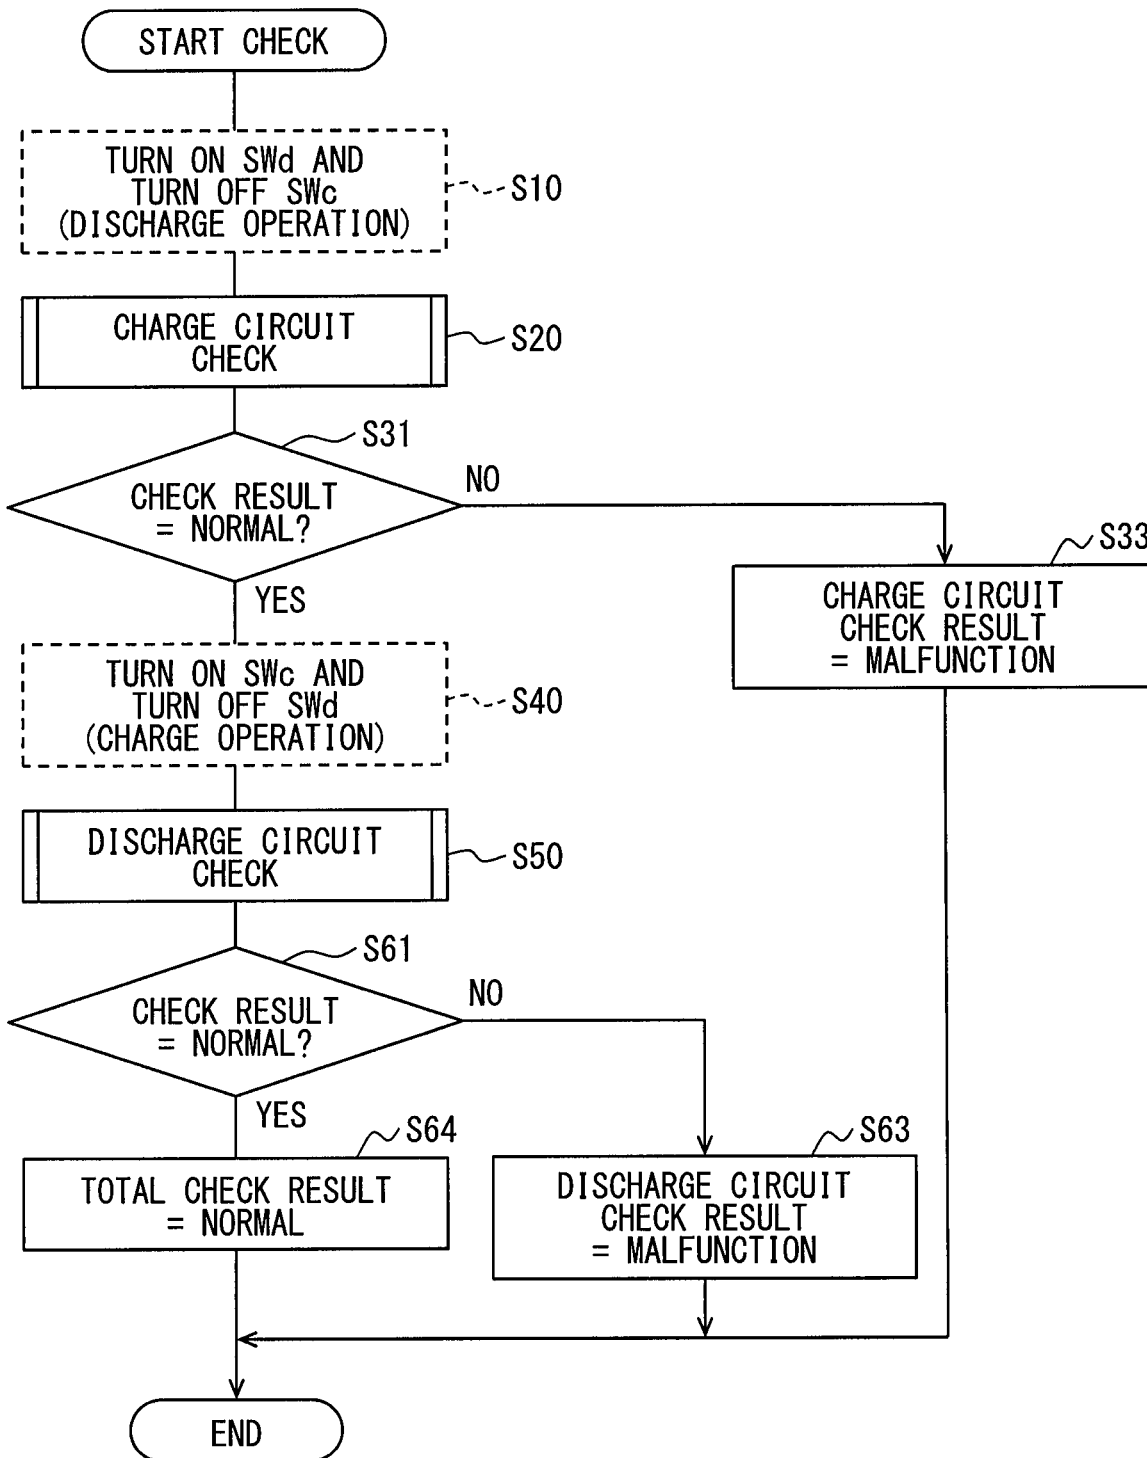 START CHECK
TURN ON SWd AND
TURN OFF SWc
(DISCHARGE OPERATION)
S10
CHARGE CIRCUIT
CHECK
S20
S31
CHECK RESULT
= NORMAL?
NO
YES
S33
CHARGE CIRCUIT
CHECK RESULT
= MALFUNCTION
TURN ON SWc AND
TURN OFF SWd
(CHARGE OPERATION)
S40
DISCHARGE CIRCUIT
CHECK
S50
S61
CHECK RESULT
= NORMAL?
NO
YES
S64
TOTAL CHECK RESULT
= NORMAL
S63
DISCHARGE CIRCUIT
CHECK RESULT
= MALFUNCTION
END